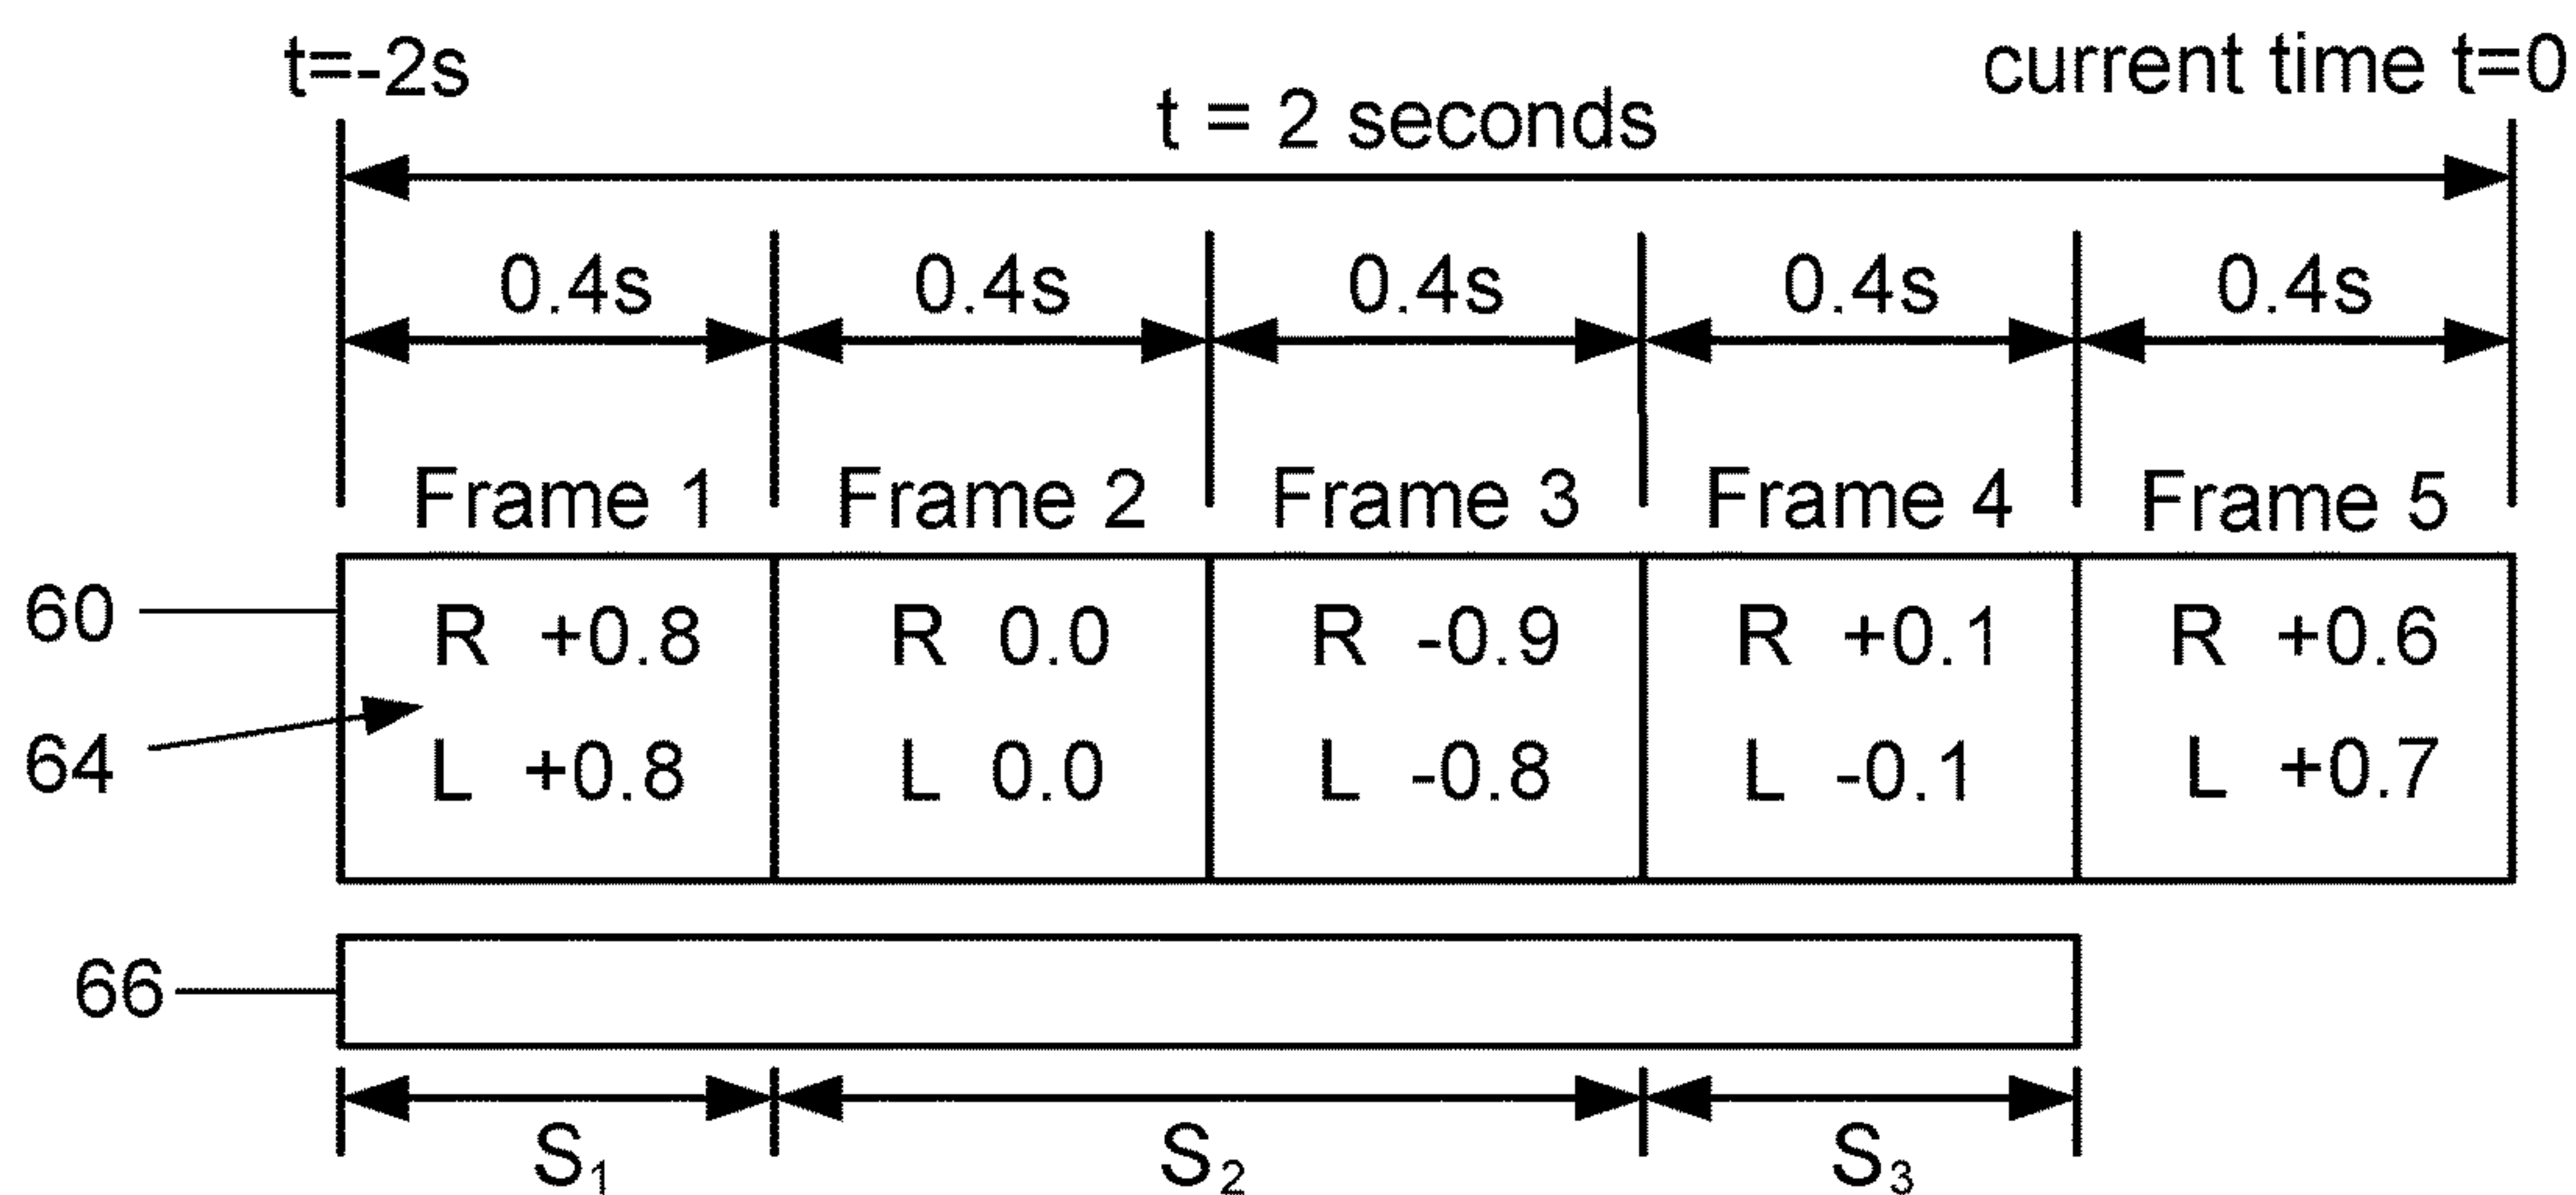 t=-2s
current time t=0
t = 2 seconds
0.4s 0.4s 0.4s 0.4s 0.4s
Frame 1 Frame 2 Frame 3 Frame 4 Frame 5
60 R +0.8 R 0.0 R -0.9 R +0.1 R +0.6
64 L +0.8 L 0.0 L -0.8 L -0.1 L +0.7
66
S₁ S₂ S₃